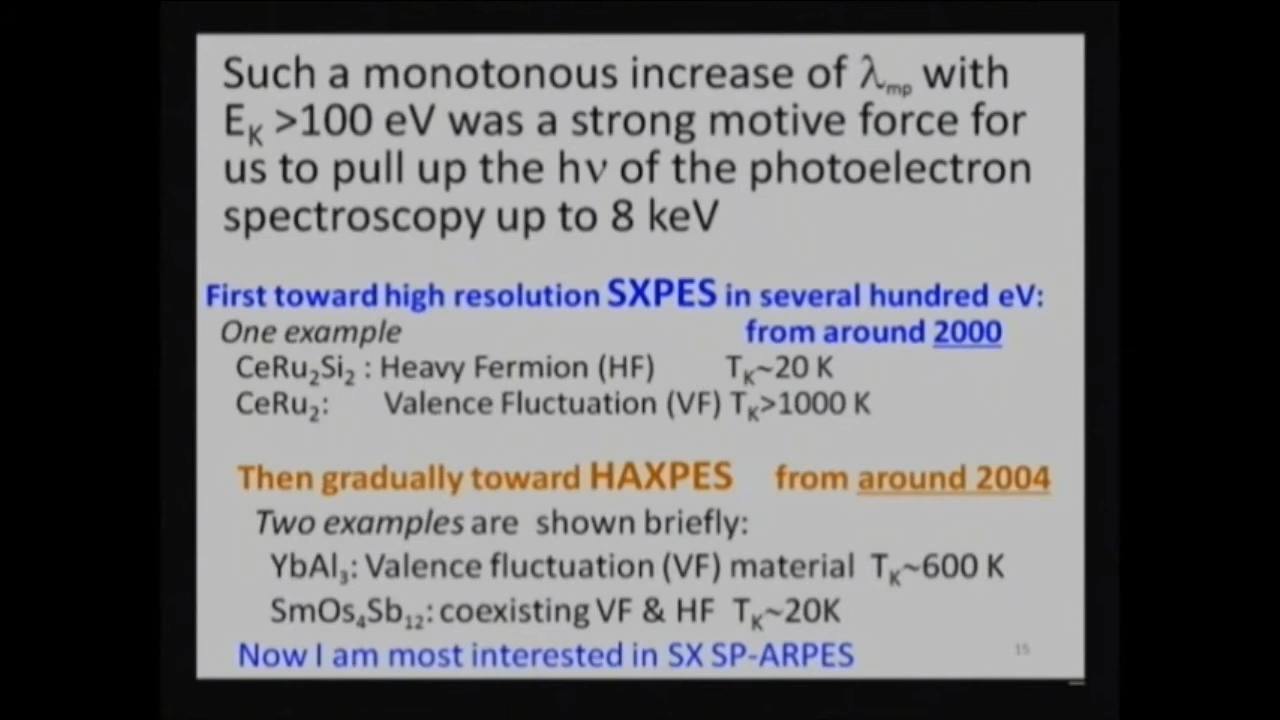 Such a monotonous increase of λmp with
EK >100 eV was a strong motive force for
us to pull up the hν of the photoelectron
spectroscopy up to 8 keV
First toward high resolution SXPES in several hundred eV:
One example from around 2000
CeRu2Si2 : Heavy Fermion (HF) TK~20 K
CeRu2: Valence Fluctuation (VF) TK>1000 K
Then gradually toward HAXPES from around 2004
Two examples are shown briefly:
YbAl3: Valence fluctuation (VF) material TK~600 K
SmOs4Sb12: coexisting VF & HF TK~20K
Now I am most interested in SX SP-ARPES
15